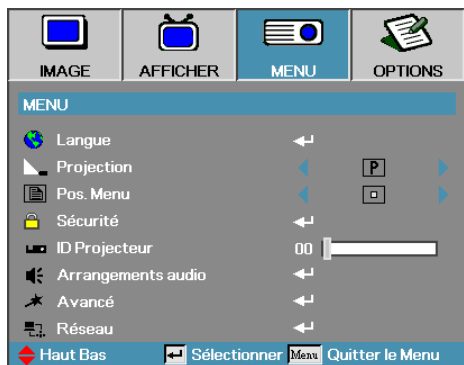 IMAGE AFFICHER MENU OPTIONS
MENU
Langue
Projection P
Pos. Menu
Sécurité
ID Projecteur 00
Arrangements audio
Avancé
Réseau
Haut Bas Sélectionner Menu Quitter le Menu